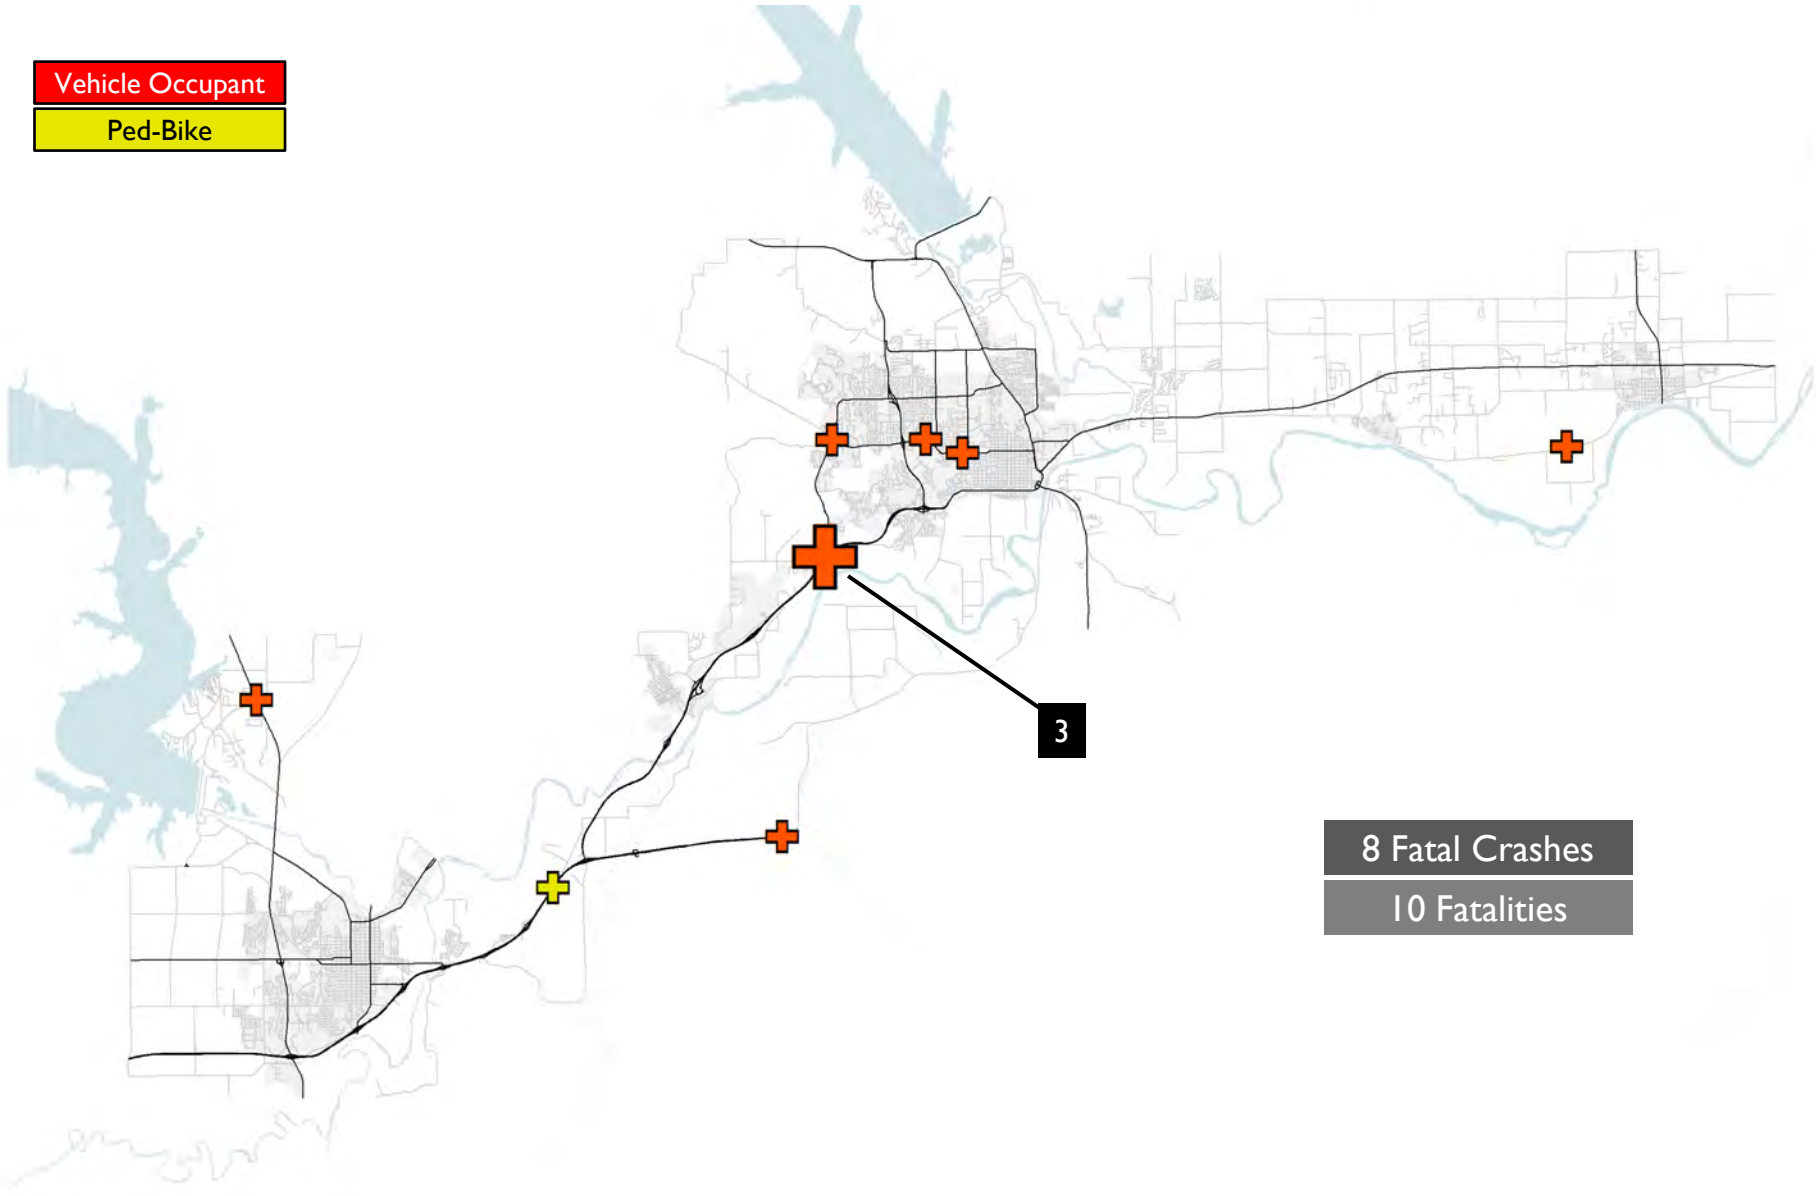 Vehicle Occupant
Ped-Bike
3
8 Fatal Crashes
10 Fatalities